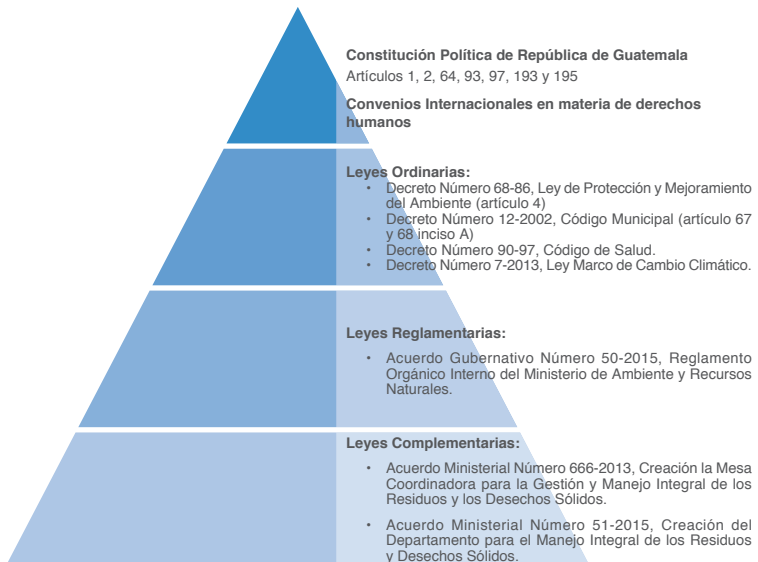 Constitución Política de República de Guatemala
Artículos 1, 2, 64, 93, 97, 193 y 195
Convenios Internacionales en materia de derechos
humanos
Leyes Ordinarias:
• Decreto Número 68-86, Ley de Protección y Mejoramiento
del Ambiente (artículo 4)
• Decreto Número 12-2002, Código Municipal (artículo 67
y 68 inciso A)
• Decreto Número 90-97, Código de Salud.
• Decreto Número 7-2013, Ley Marco de Cambio Climático.
Leyes Reglamentarias:
• Acuerdo Gubernativo Número 50-2015, Reglamento
Orgánico Interno del Ministerio de Ambiente y Recursos
Naturales.
Leyes Complementarias:
• Acuerdo Ministerial Número 666-2013, Creación la Mesa
Coordinadora para la Gestión y Manejo Integral de los
Residuos y los Desechos Sólidos.
• Acuerdo Ministerial Número 51-2015, Creación del
Departamento para el Manejo Integral de los Residuos
y Desechos Sólidos.